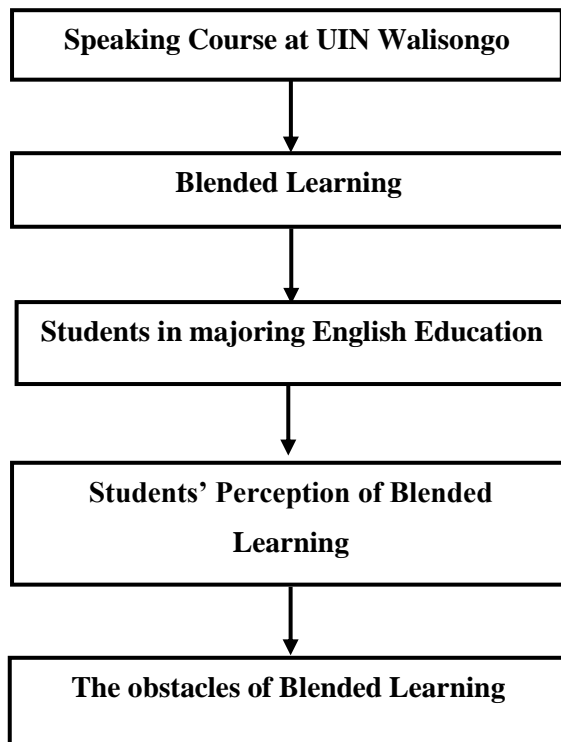 Speaking Course at UIN Walisongo
Blended Learning
Students in majoring English Education
Students’ Perception of Blended
Learning
The obstacles of Blended Learning